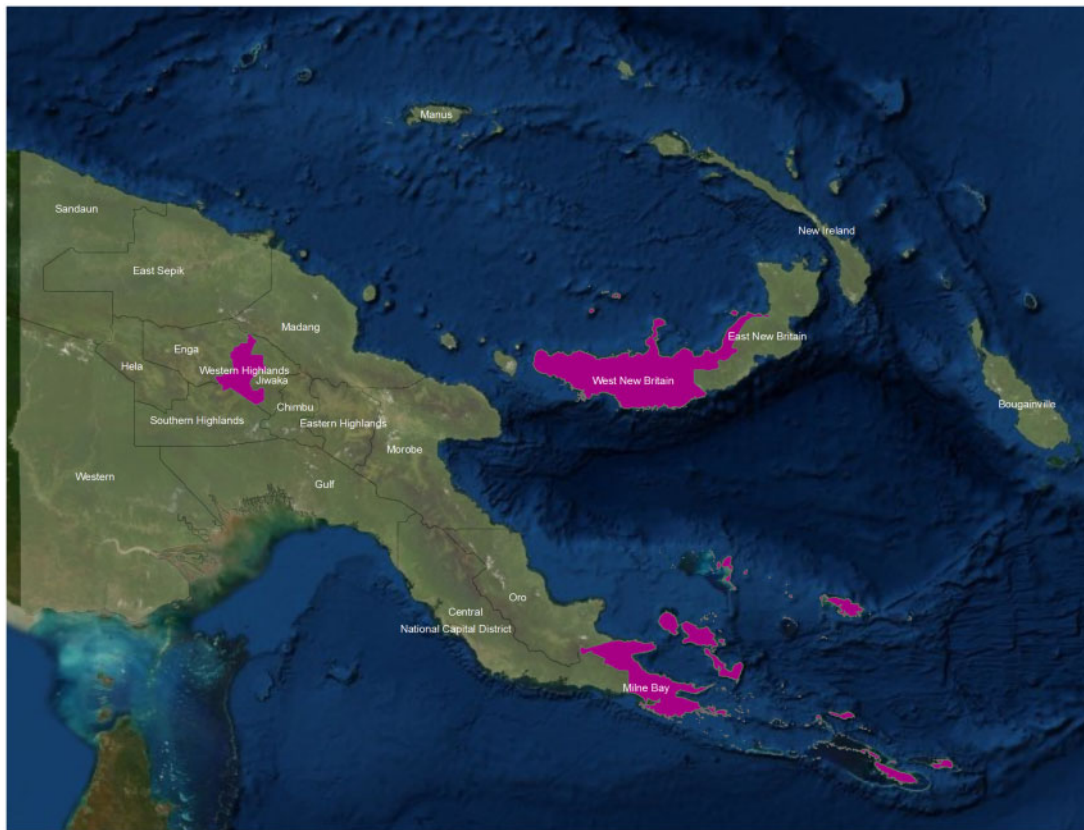 Manus
Sandaun
New Ireland
East Sepik
Madang
East New Britain
Enga
Hela
Western Highlands
Jiwaka
West New Britain
Chimbu
Bougainville
Southern Highlands
Eastern Highlands
Morobe
Western
Gulf
Oro
Central
National Capital District
Milne Bay